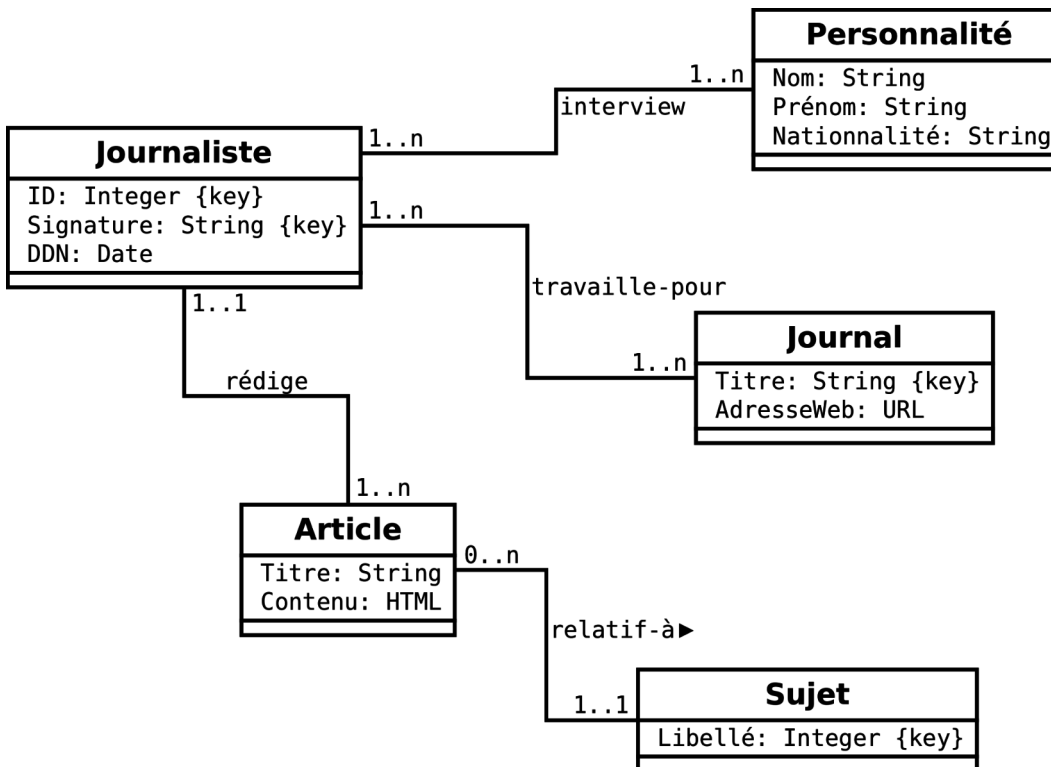 Personnalité
Nom: String
Prénom: String
Nationnalité: String
1..n
interview
Journaliste
ID: Integer {key}
Signature: String {key}
DDN: Date
1..n
1..n
travaille-pour
1..n
Journal
Titre: String {key}
AdresseWeb: URL
1..1
rédige
1..n
Article
Titre: String
Contenu: HTML
0..n
relatif-à ▶
1..1
Sujet
Libellé: Integer {key}